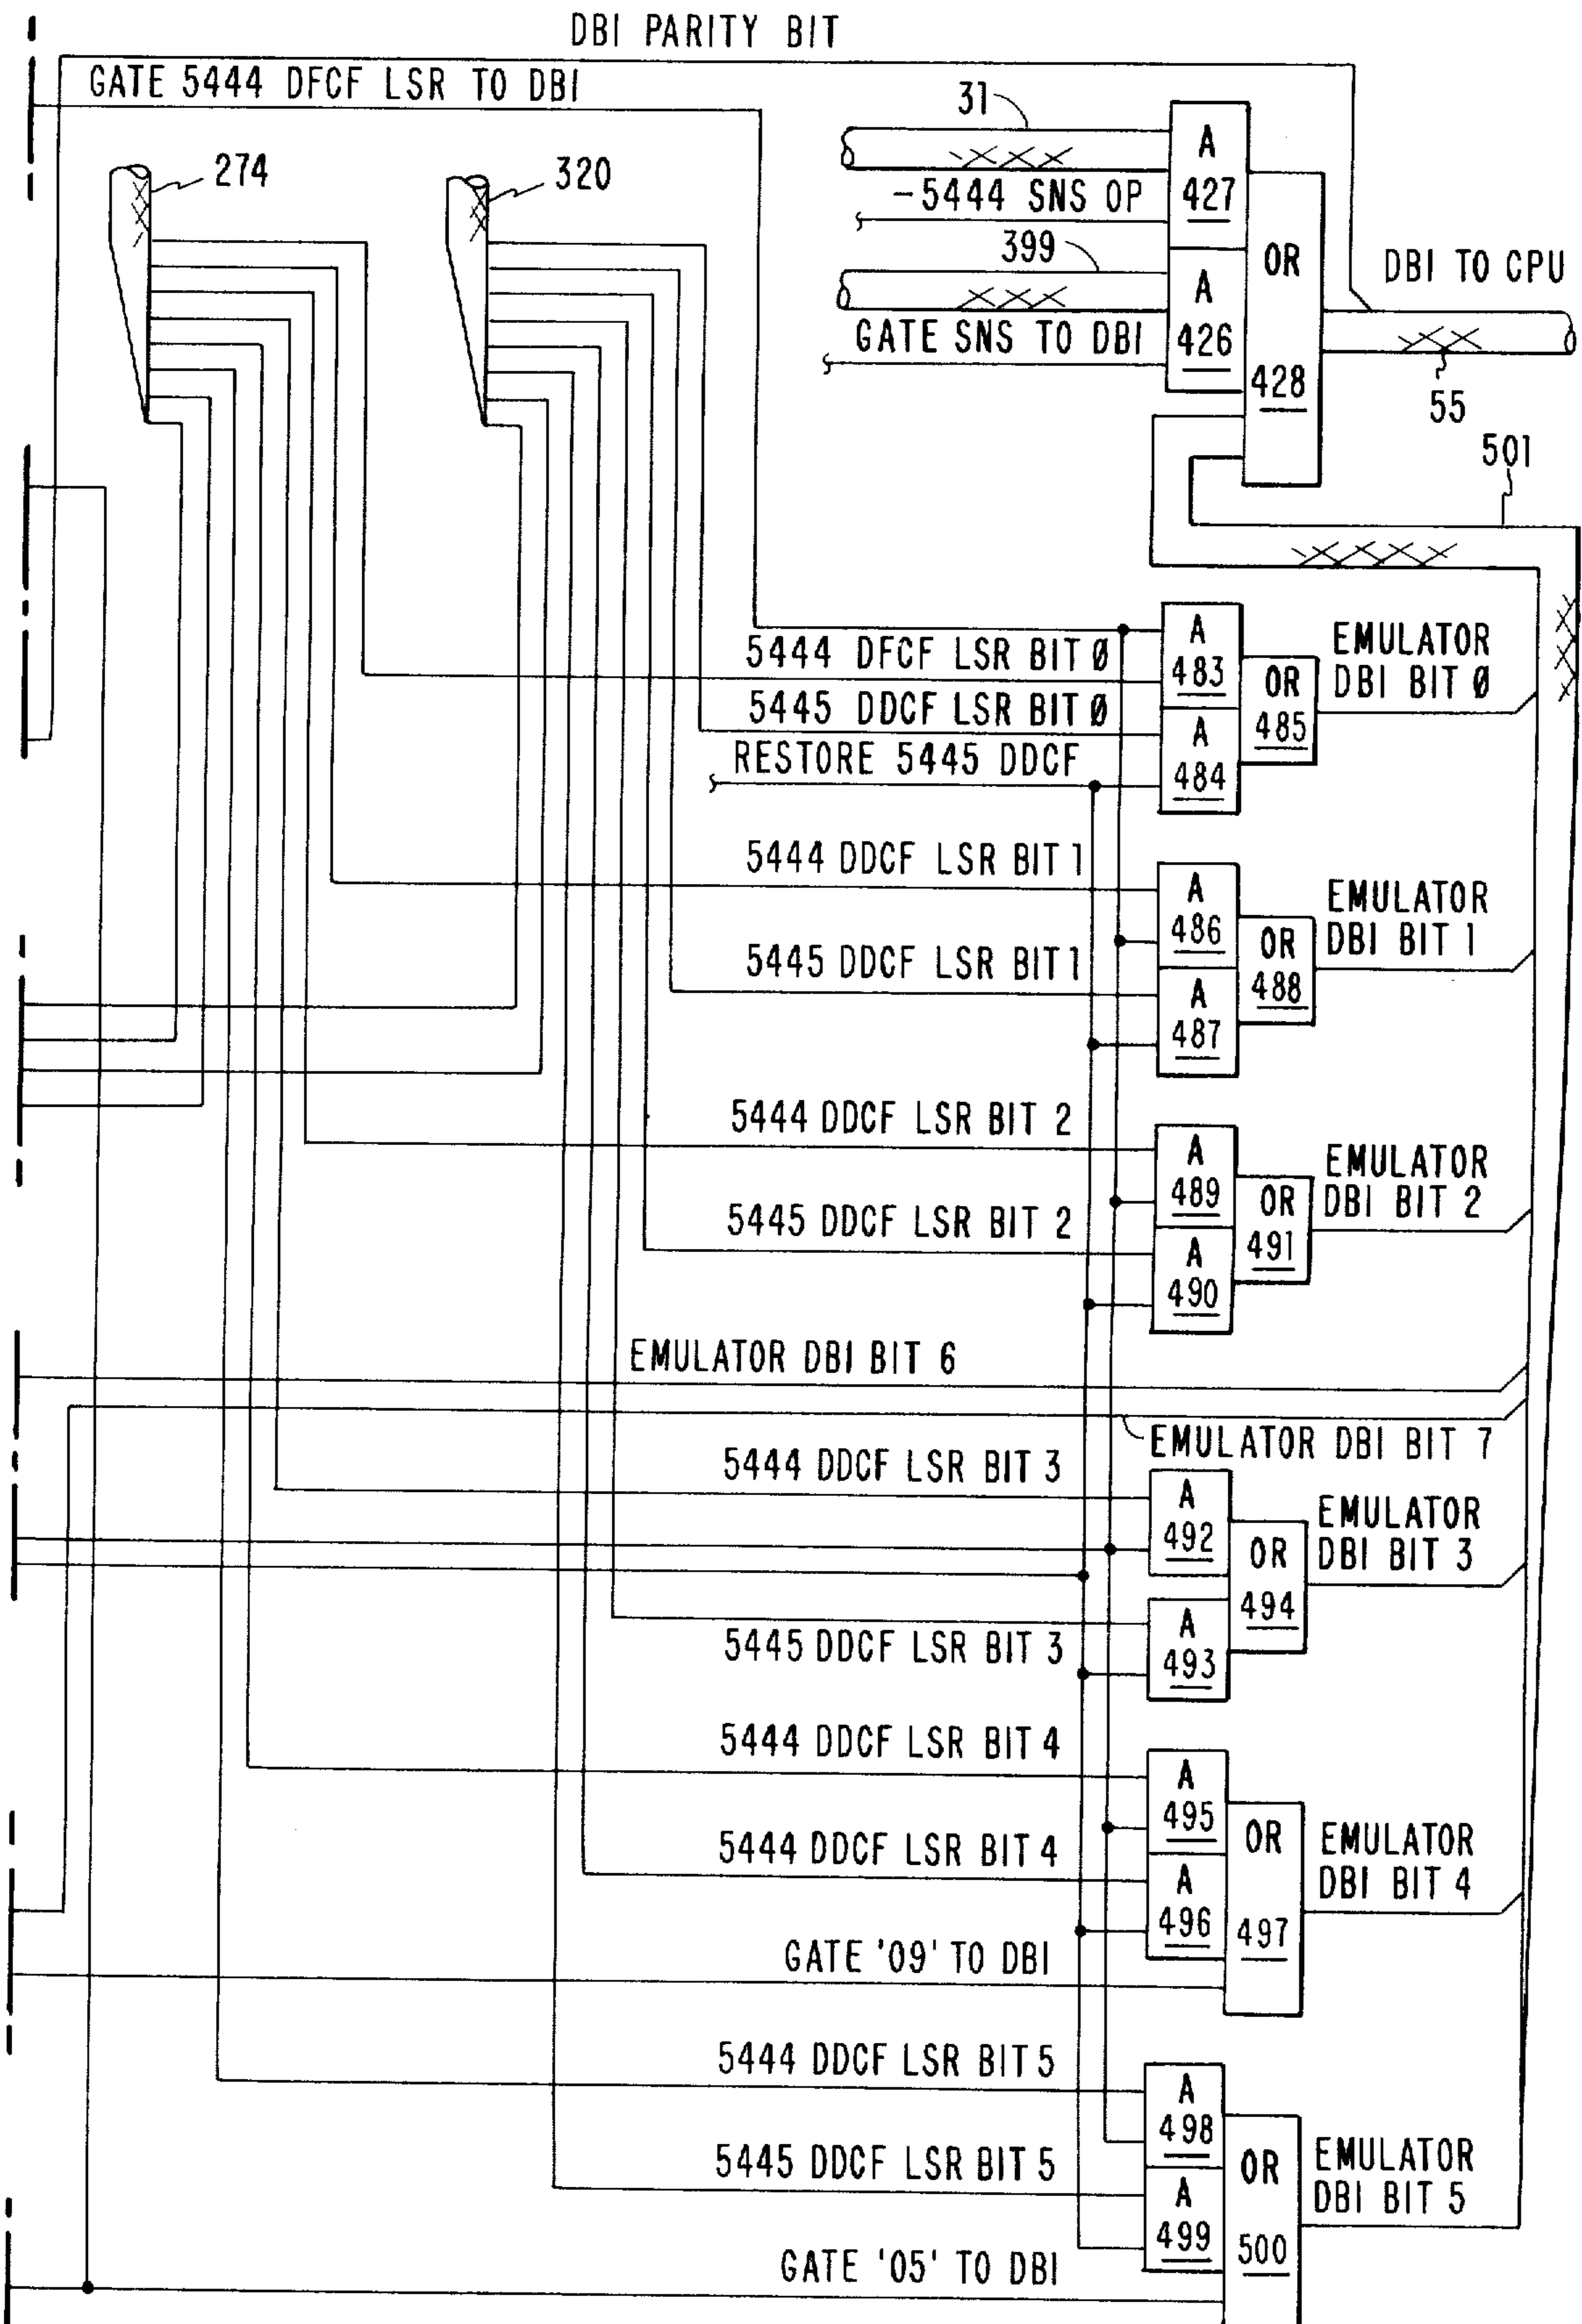 DBI PARITY BIT
GATE 5444 DFCF LSR TO DBI
31
274
320
A
427
-5444 SNS OP
399
OR
428
DBI TO CPU
A
426
GATE SNS TO DBI
55
501
A
483
5444 DFCF LSR BIT Ø
EMULATOR
DBI BIT Ø
OR
485
5445 DDCF LSR BIT Ø
A
484
RESTORE 5445 DDCF
5444 DDCF LSR BIT 1
A
486
EMULATOR
DBI BIT 1
OR
488
5445 DDCF LSR BIT 1
A
487
5444 DDCF LSR BIT 2
A
489
EMULATOR
DBI BIT 2
OR
491
5445 DDCF LSR BIT 2
A
490
EMULATOR DBI BIT 6
EMULATOR DBI BIT 7
5444 DDCF LSR BIT 3
A
492
EMULATOR
DBI BIT 3
OR
494
5445 DDCF LSR BIT 3
A
493
5444 DDCF LSR BIT 4
A
495
OR
497
EMULATOR
DBI BIT 4
5444 DDCF LSR BIT 4
A
496
GATE '09' TO DBI
5444 DDCF LSR BIT 5
A
498
OR
500
EMULATOR
DBI BIT 5
5445 DDCF LSR BIT 5
A
499
GATE '05' TO DBI